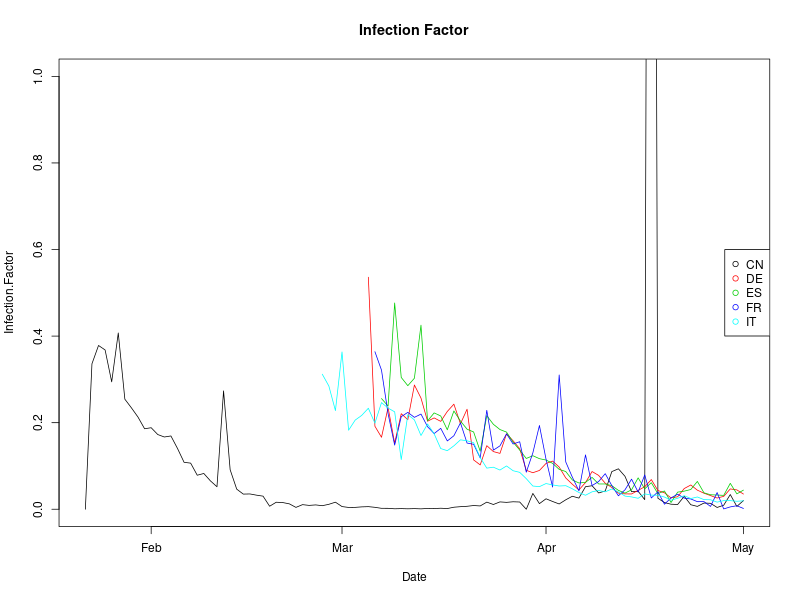 Infection Factor
Infection.Factor
1.0
0.8
0.6
0.4
0.2
0.0
CN
DE
ES
FR
IT
Feb
Mar
Apr
May
Date